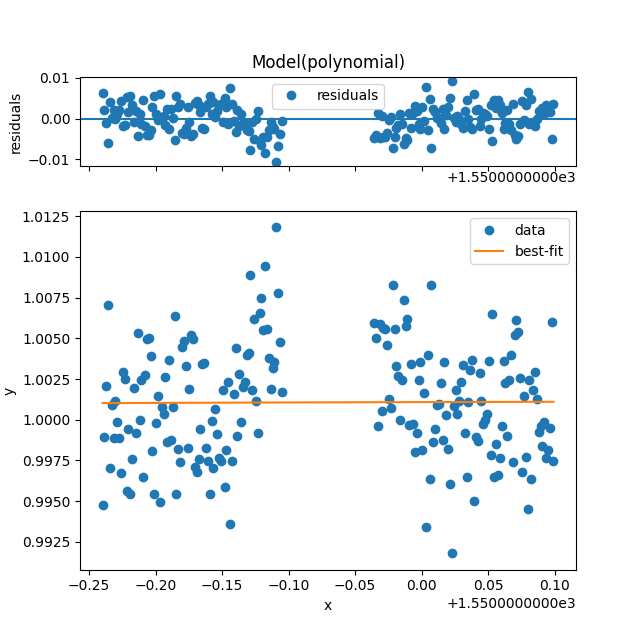 Model(polynomial)
0.01
0.00
−0.01
residuals
residuals
+1.5500000000e3
1.0125
1.0100
1.0075
1.0050
1.0025
1.0000
0.9975
0.9950
0.9925
y
data
best-fit
−0.25 −0.20 −0.15 −0.10 −0.05 0.00 0.05 0.10
x
+1.5500000000e3